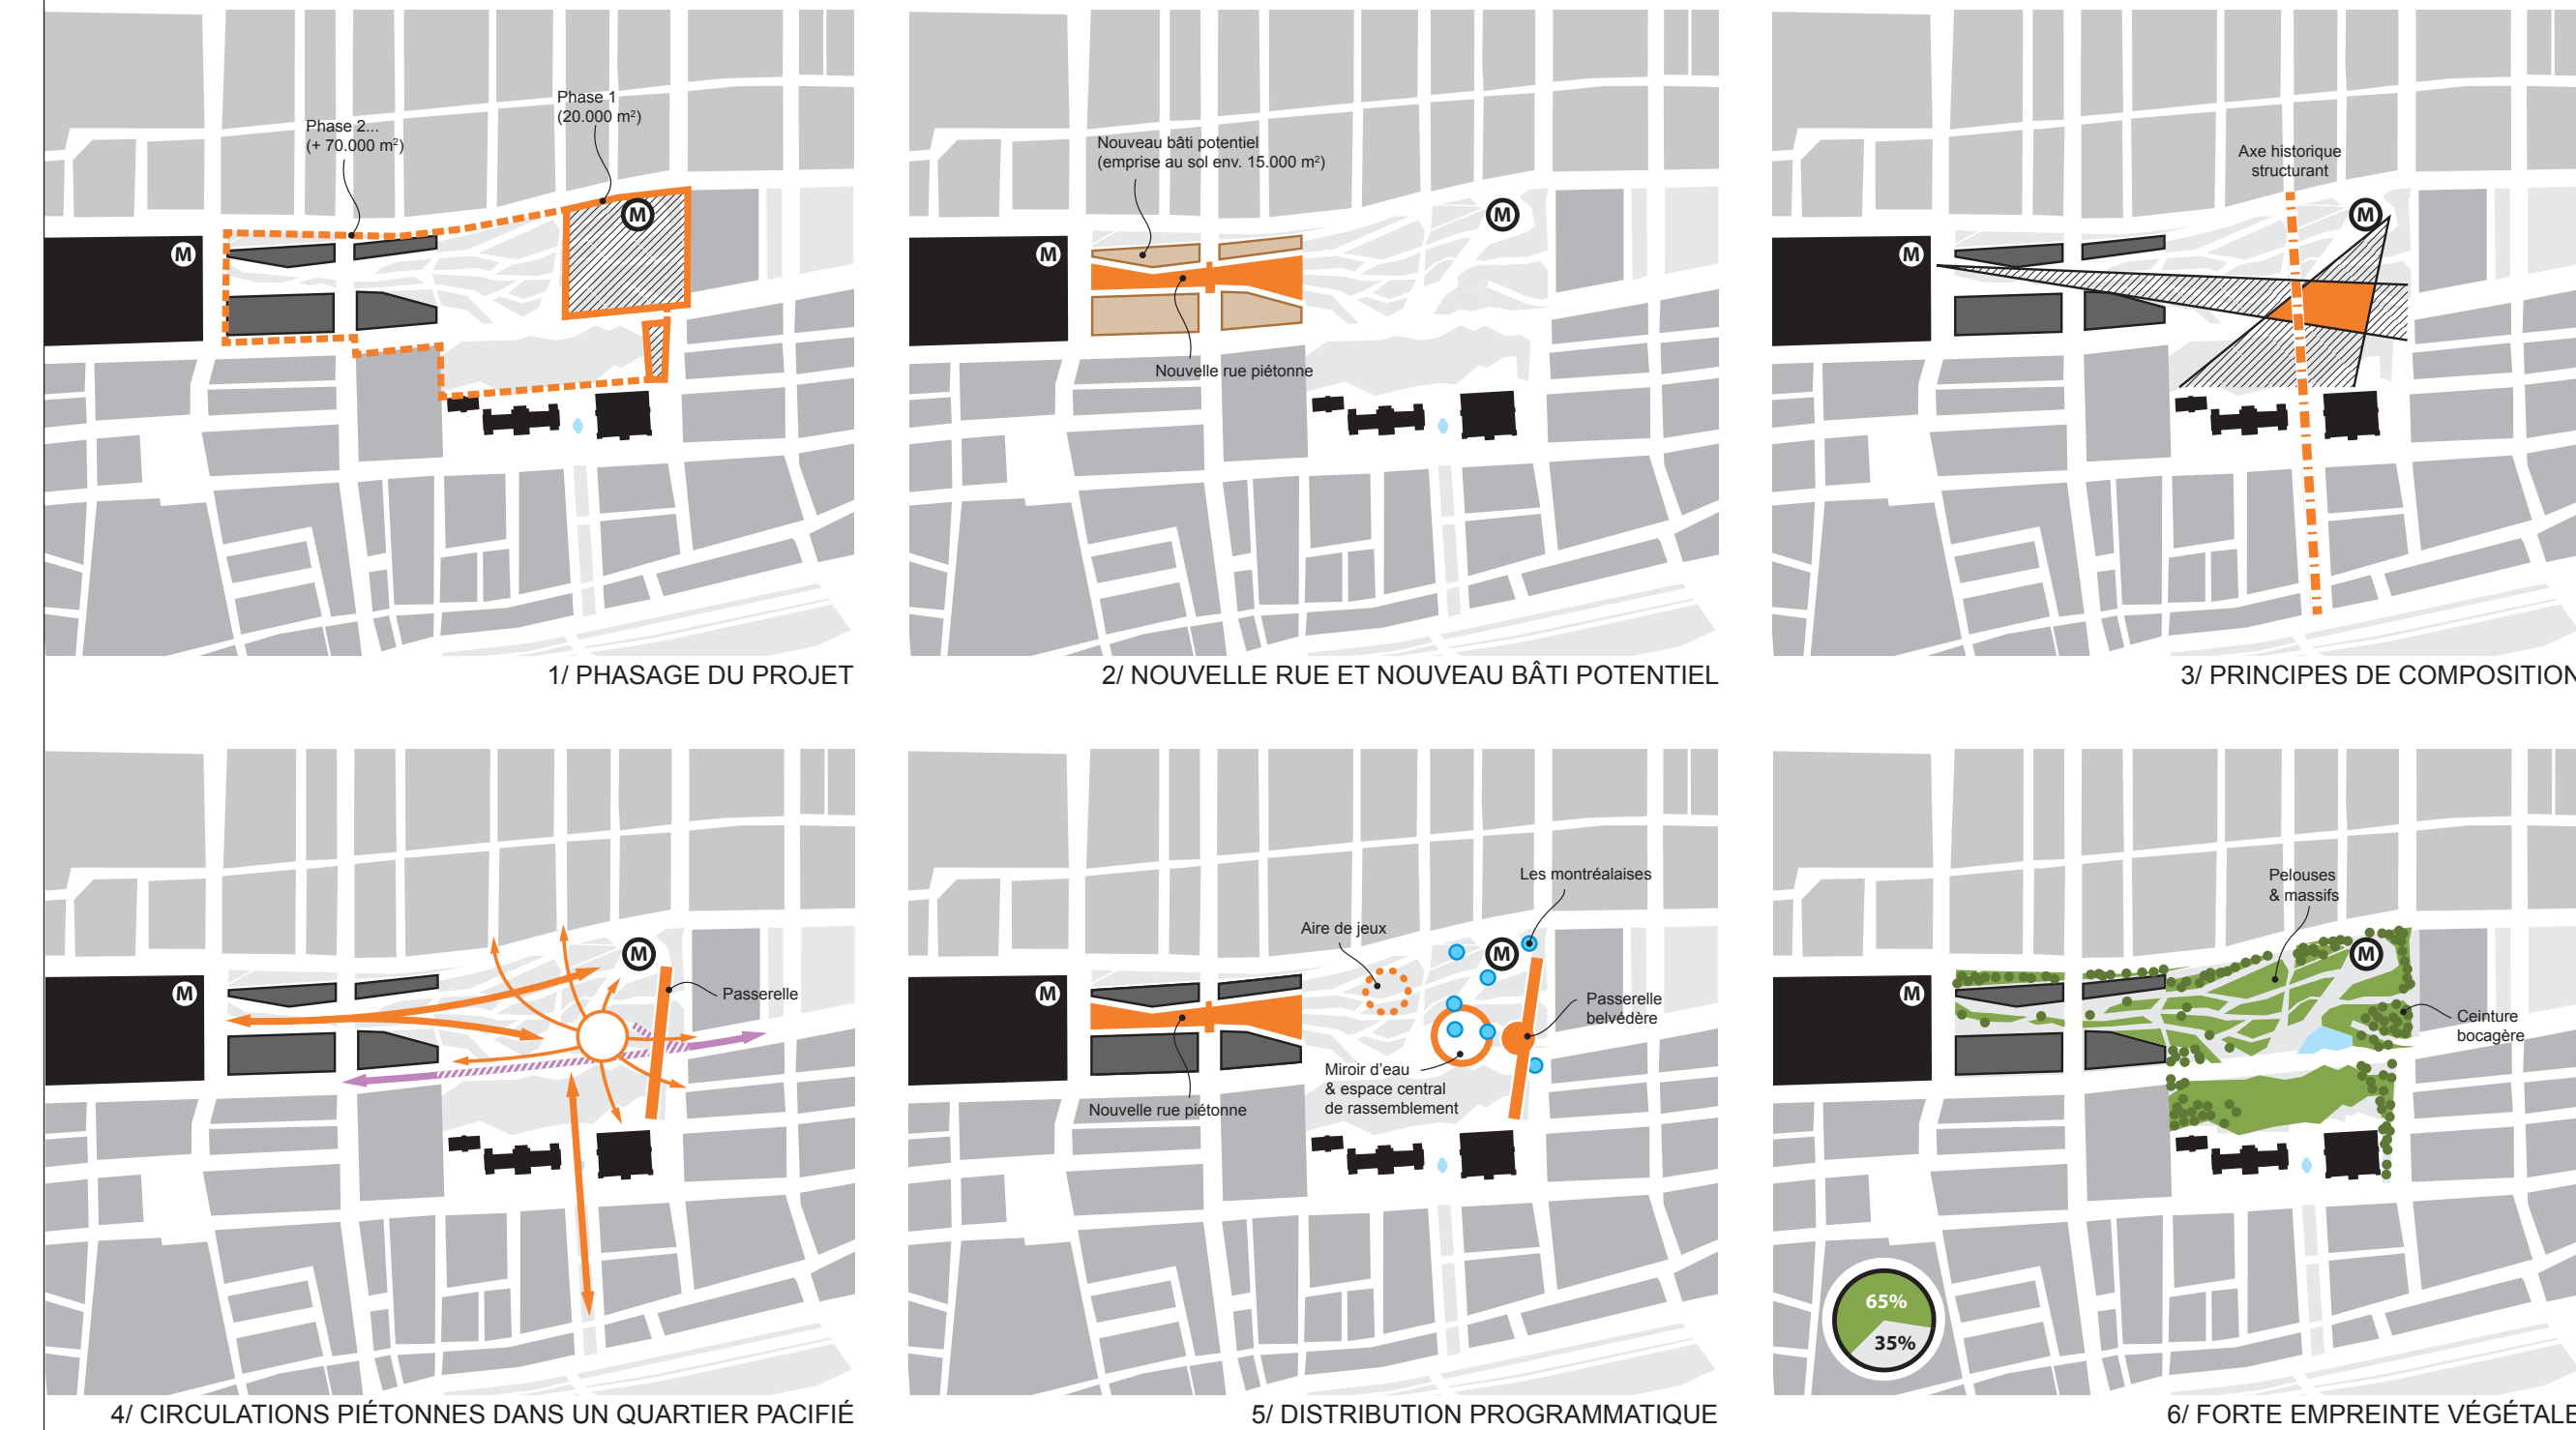 Phase 2...
(+ 70.000 m²)
Phase 1
(20.000 m²)
M
M
1/ PHASAGE DU PROJET
Nouveau bâti potentiel
(emprise au sol env. 15.000 m²)
M
M
Nouvelle rue piétonne
2/ NOUVELLE RUE ET NOUVEAU BÂTI POTENTIEL
Axe historique
structurant
M
M
3/ PRINCIPES DE COMPOSITION
M
M
Passerelle
4/ CIRCULATIONS PIÉTONNES DANS UN QUARTIER PACIFIÉ
Les montréalaises
Aire de jeux
M
M
Passerelle
belvédère
Miroir d'eau
& espace central
de rassemblement
Nouvelle rue piétonne
5/ DISTRIBUTION PROGRAMMATIQUE
Pelouses
& massifs
M
M
Ceinture
bocagère
65%
35%
6/ FORTE EMPREINTE VÉGÉTALE